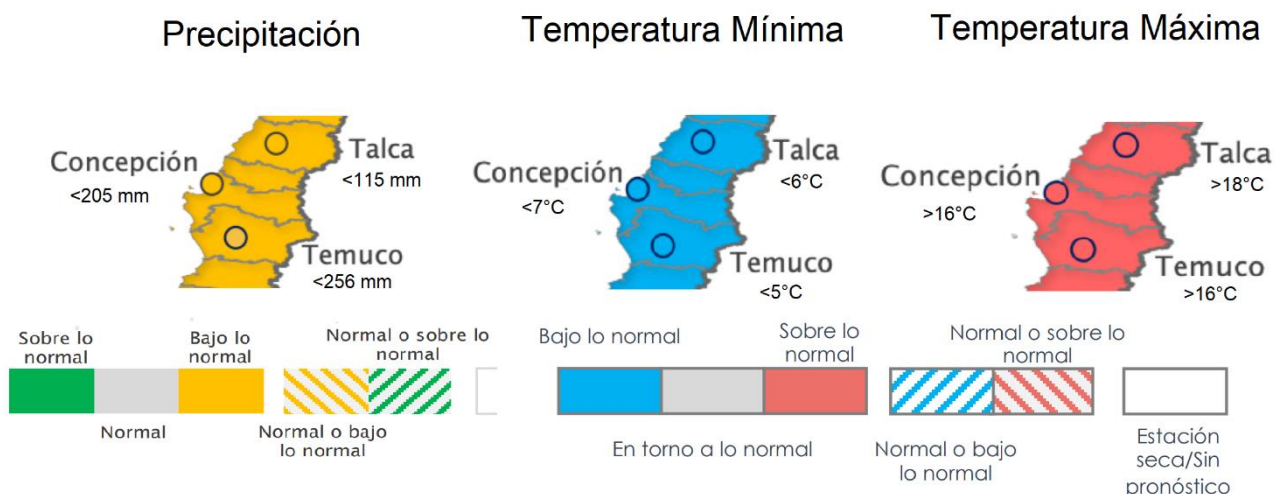 Precipitación
Temperatura Mínima
Temperatura Máxima
Concepción
<205 mm
Talca
<115 mm
Temuco
<256 mm
Concepción
<7°C
Talca
<6°C
Temuco
<5°C
Concepción
>16°C
Talca
>18°C
Temuco
>16°C
Sobre lo
normal
Bajo lo
normal
Normal o sobre lo
normal
Normal
Normal o bajo
lo normal
Bajo lo normal
Sobre lo
normal
Normal o sobre lo
normal
En torno a lo normal
Normal o bajo
lo normal
Estación
seca/Sin
pronóstico